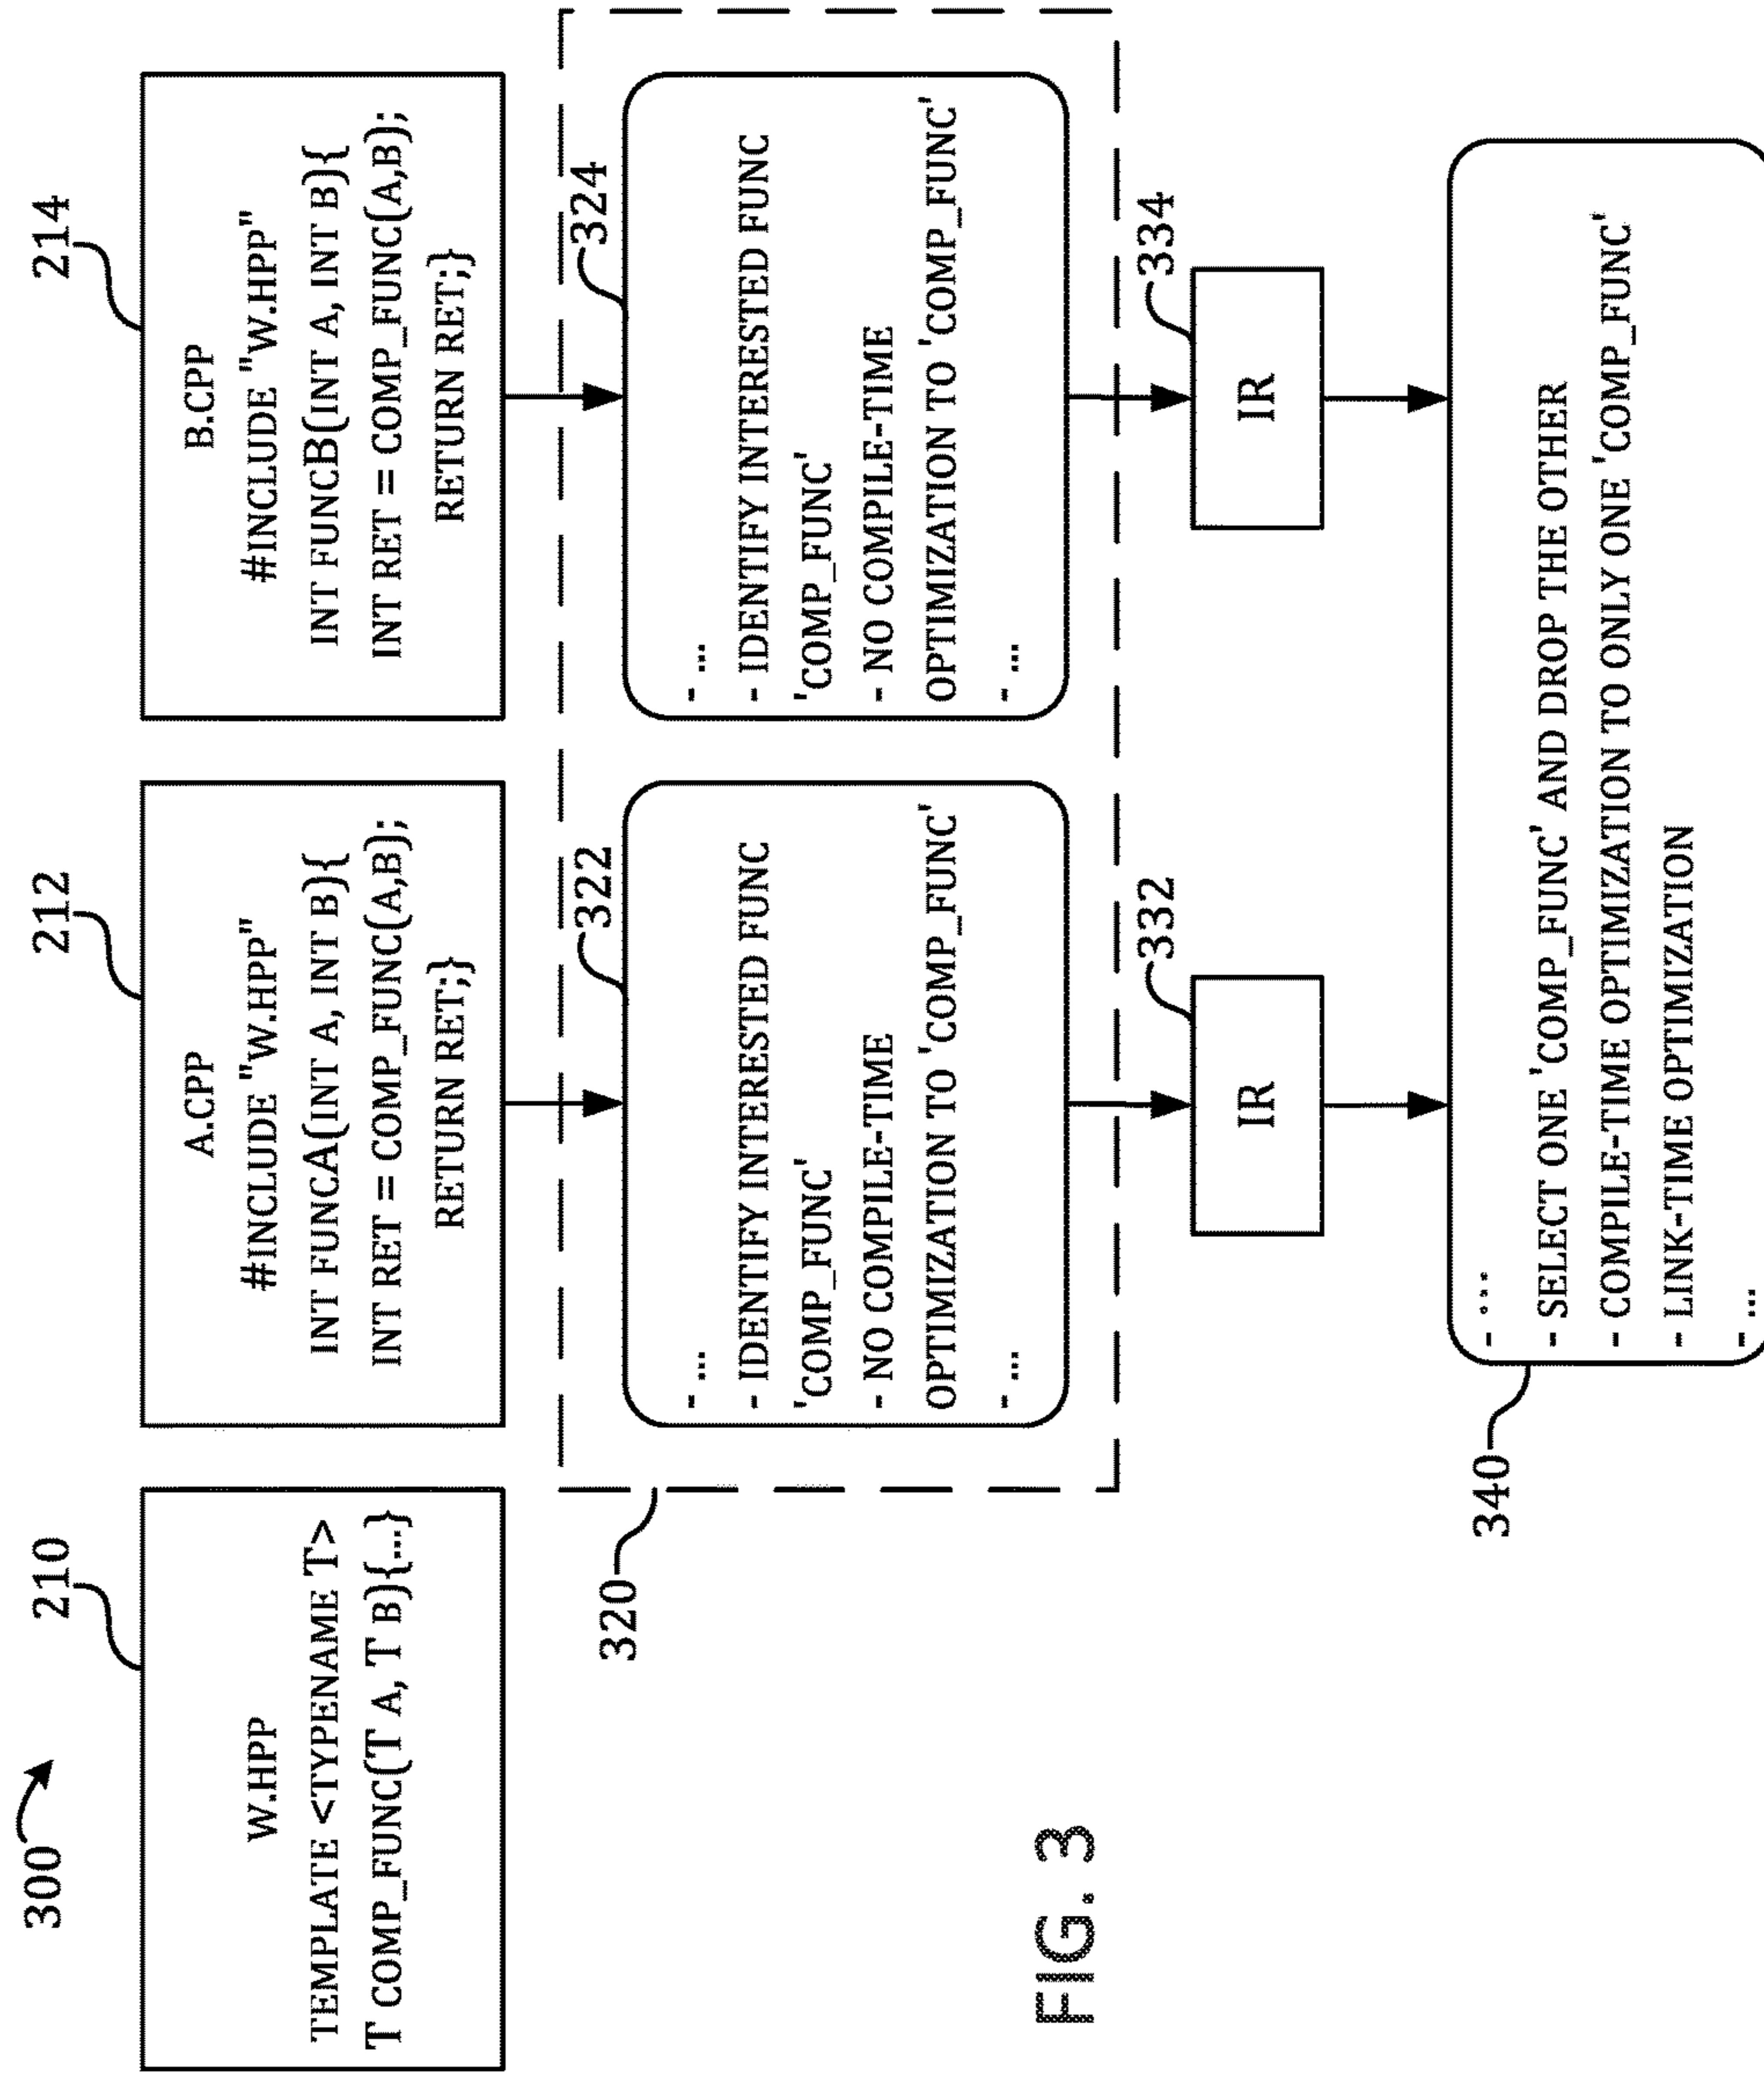 300
210
W.HPP
TEMPLATE <TYPENAME T>
T COMP_FUNC(T A, T B){...}
212
A.CPP
#INCLUDE "W.HPP"
INT FUNCA(INT A, INT B){
INT RET = COMP_FUNC(A,B);
RETURN RET;}
214
B.CPP
#INCLUDE "W.HPP"
INT FUNCB(INT A, INT B){
INT RET = COMP_FUNC(A,B);
RETURN RET;}
320
322
- ...
- IDENTIFY INTERESTED FUNC
'COMP_FUNC'
- NO COMPILE-TIME
OPTIMIZATION TO 'COMP_FUNC'
- ...
324
- ...
- IDENTIFY INTERESTED FUNC
'COMP_FUNC'
- NO COMPILE-TIME
OPTIMIZATION TO 'COMP_FUNC'
- ...
332
IR
334
IR
340
- ...
- SELECT ONE 'COMP_FUNC' AND DROP THE OTHER
- COMPILE-TIME OPTIMIZATION TO ONLY ONE 'COMP_FUNC'
- LINK-TIME OPTIMIZATION
- ...
FIG. 3